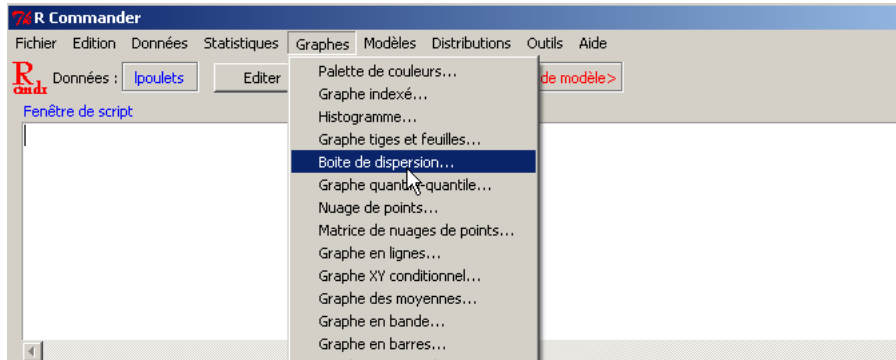 R Commander
Fichier Edition Données Statistiques Graphes Modèles Distributions Outils Aide
R cmdr Données : lpoulets Editer de modèle>
Fenêtre de script
Palette de couleurs...
Graphe indexé...
Histogramme...
Graphe tiges et feuilles...
Boite de dispersion...
Graphe quantile-quantile...
Nuage de points...
Matrice de nuages de points...
Graphe en lignes...
Graphe XY conditionnel...
Graphe des moyennes...
Graphe en bande...
Graphe en barres...